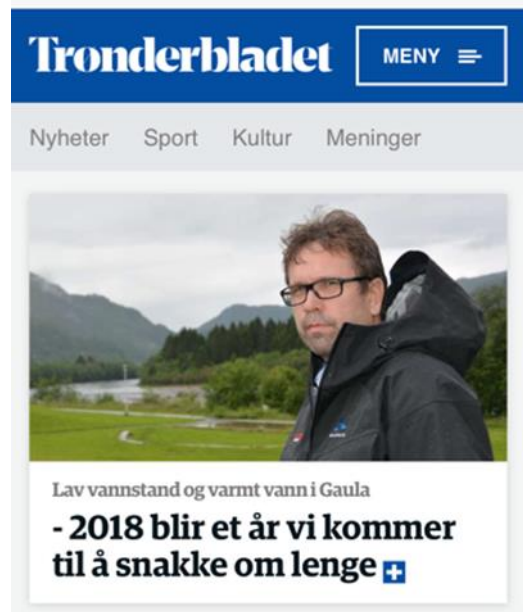 Trønderbladet
MENY
Nyheter Sport Kultur Meninger
Lav vannstand og varmt vann i Gaula
- 2018 blir et år vi kommer
til å snakke om lenge